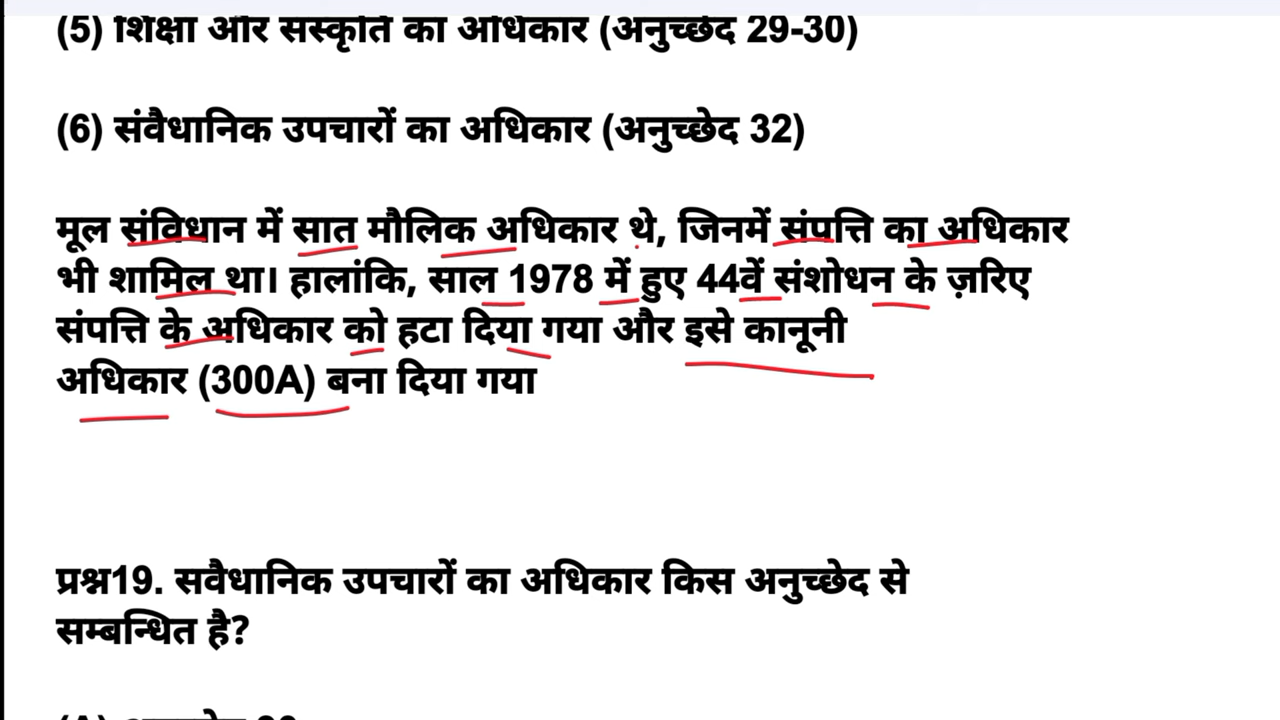 (5) शिक्षा और संस्कृति का अधिकार (अनुच्छेद 29-30)
(6) संवैधानिक उपचारों का अधिकार (अनुच्छेद 32)
मूल संविधान में सात मौलिक अधिकार थे, जिनमें संपत्ति का अधिकार
भी शामिल था। हालांकि, साल 1978 में हुए 44वें संशोधन के ज़रिए
संपत्ति के अधिकार को हटा दिया गया और इसे कानूनी
अधिकार (300A) बना दिया गया
प्रश्न19. सवैधानिक उपचारों का अधिकार किस अनुच्छेद से
सम्बन्धित है?